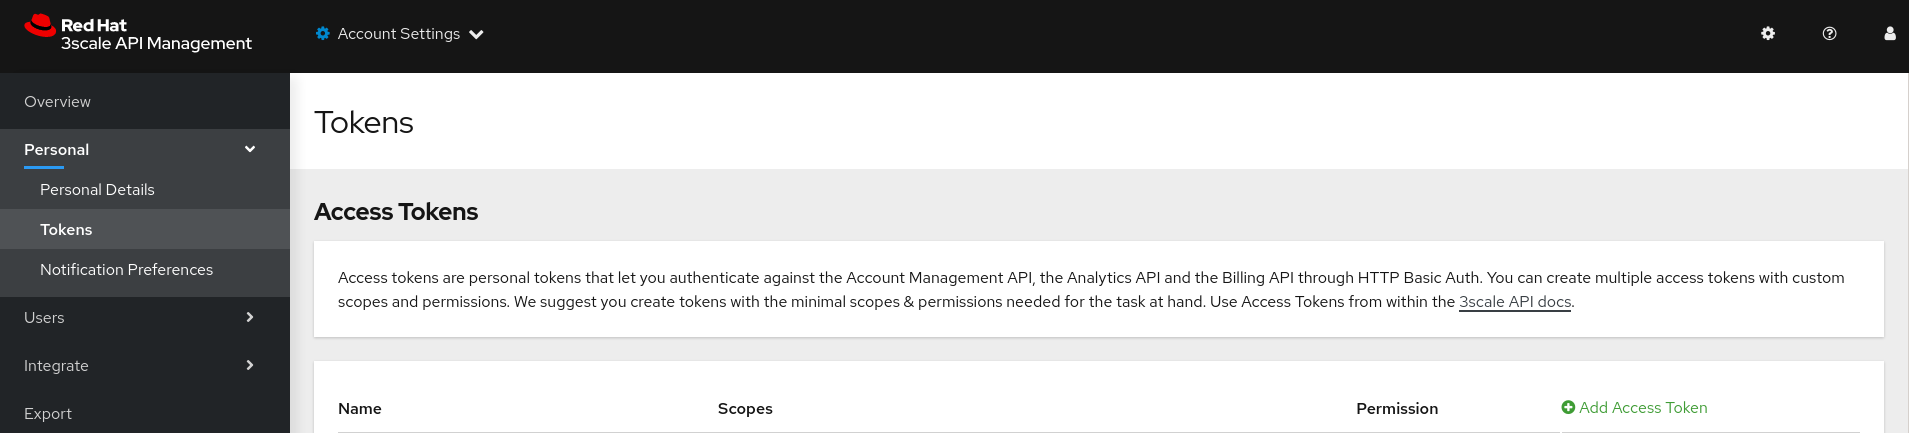 Red Hat
3scale API Management
Account Settings
Overview
Personal
Personal Details
Tokens
Notification Preferences
Users
Integrate
Export
Tokens
Access Tokens
Access tokens are personal tokens that let you authenticate against the Account Management API, the Analytics API and the Billing API through HTTP Basic Auth. You can create multiple access tokens with custom
scopes and permissions. We suggest you create tokens with the minimal scopes & permissions needed for the task at hand. Use Access Tokens from within the 3scale API docs.
Name Scopes Permission Add Access Token